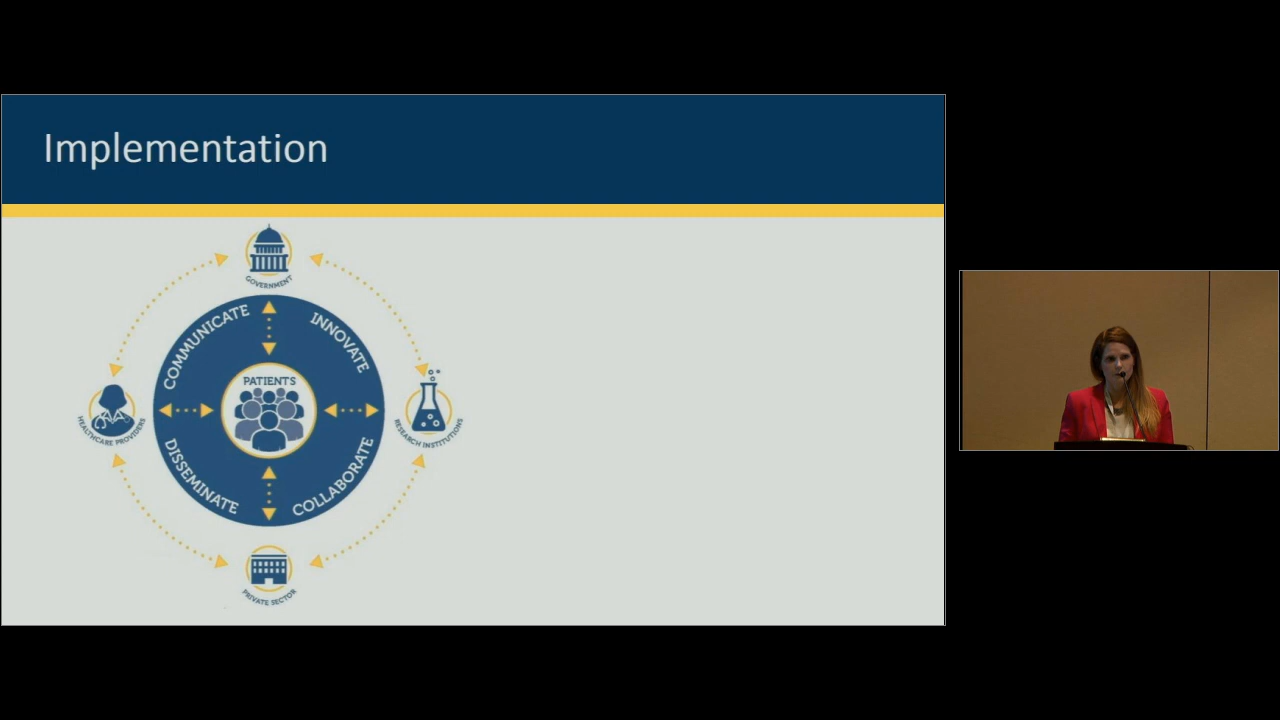 Implementation
GOVERNMENT
COMMUNICATE
INNOVATE
PATIENTS
HEALTHCARE PROVIDERS
RESEARCH INSTITUTIONS
DISSEMINATE
COLLABORATE
PRIVATE SECTOR